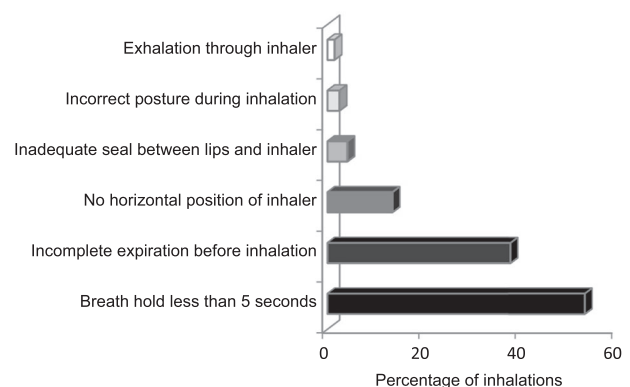 Exhalation through inhaler
Incorrect posture during inhalation
Inadequate seal between lips and inhaler
No horizontal position of inhaler
Incomplete expiration before inhalation
Breath hold less than 5 seconds
0 20 40 60
Percentage of inhalations